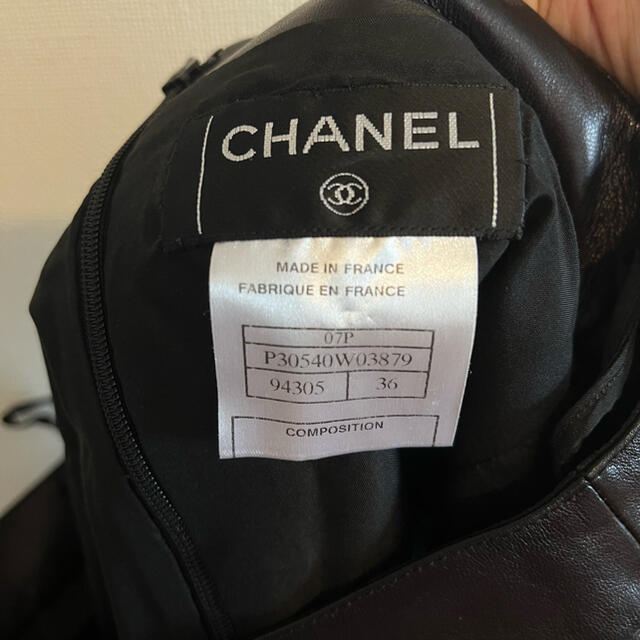 CHANEL
MADE IN FRANCE
FABRIQUE EN FRANCE
07P
P30540W03879
94305 36
COMPOSITION